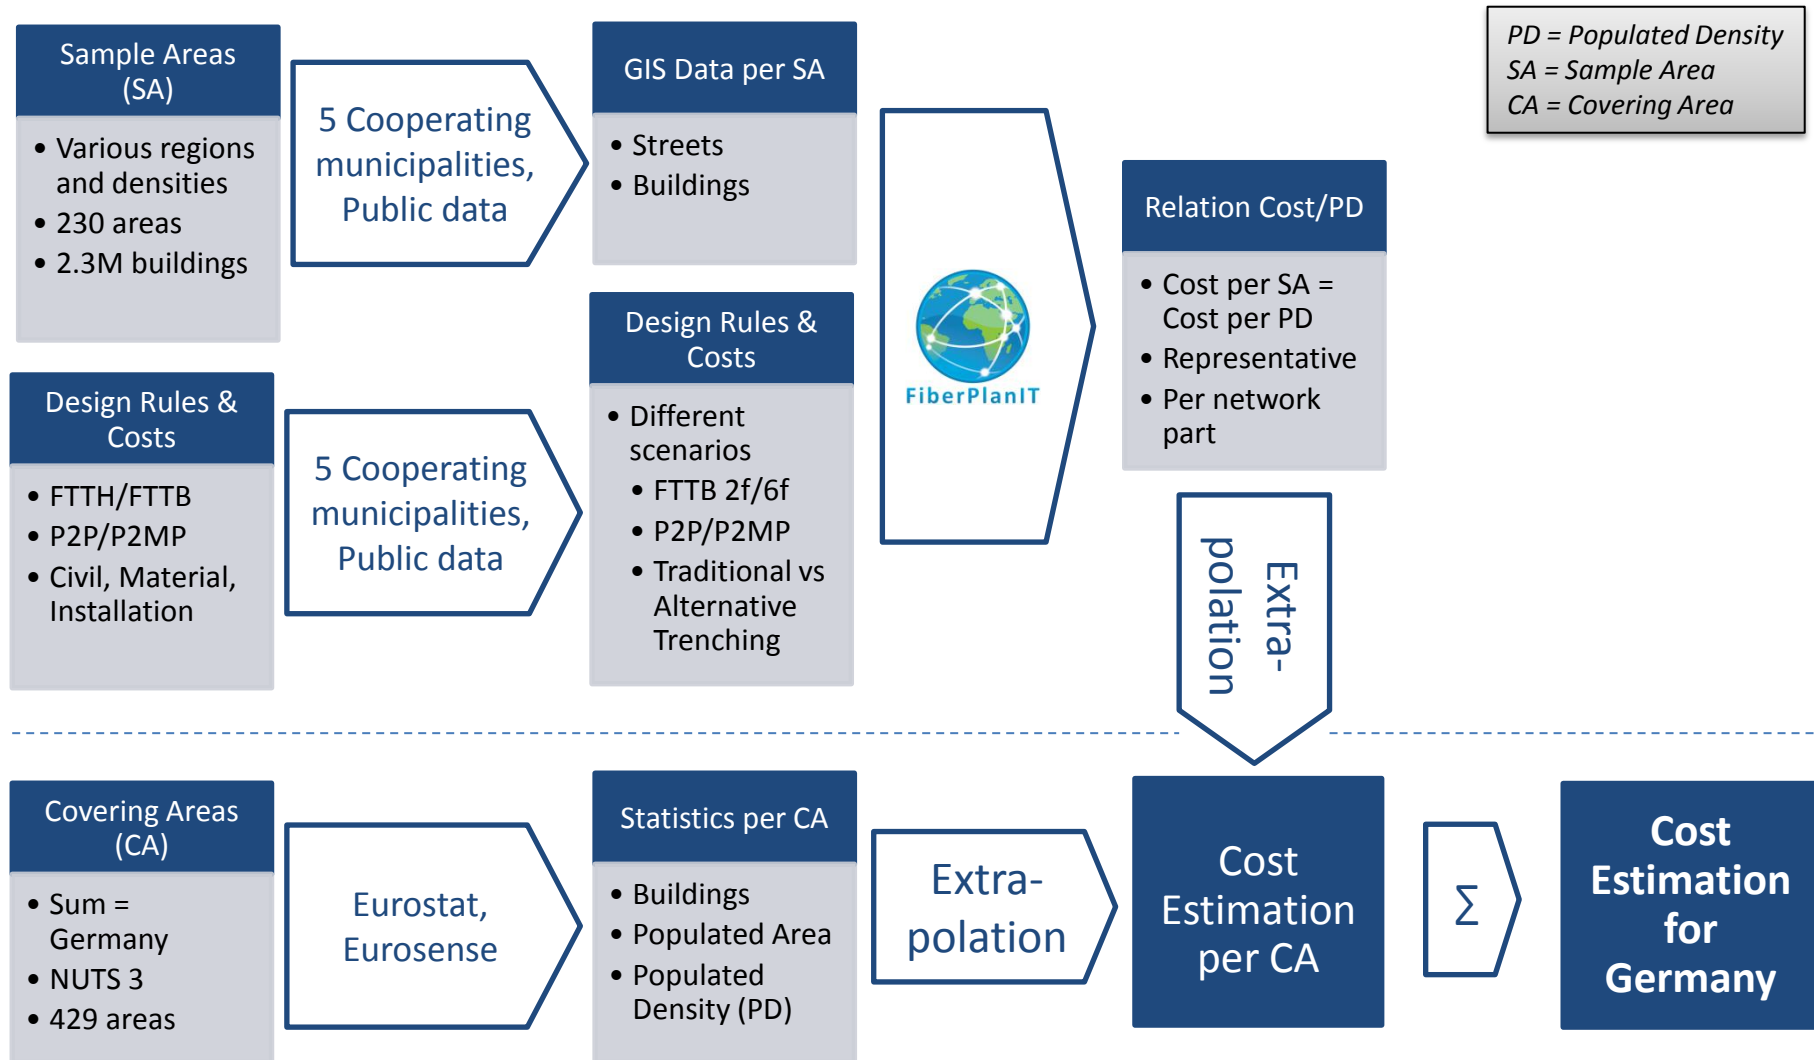 PD = Populated Density
SA = Sample Area
CA = Covering Area
Sample Areas
(SA)
• Various regions
and densities
• 230 areas
• 2.3M buildings
5 Cooperating
municipalities,
Public data
GIS Data per SA
• Streets
• Buildings
Design Rules &
Costs
• FTTH/FTTB
• P2P/P2MP
• Civil, Material,
Installation
5 Cooperating
municipalities,
Public data
Design Rules &
Costs
• Different
scenarios
• FTTB 2f/6f
• P2P/P2MP
• Traditional vs
Alternative
Trenching
FiberPlanIT
Relation Cost/PD
• Cost per SA =
Cost per PD
• Representative
• Per network
part
Extra-
polation
Covering Areas
(CA)
• Sum =
Germany
• NUTS 3
• 429 areas
Eurostat,
Eurosense
Statistics per CA
• Buildings
• Populated Area
• Populated
Density (PD)
Extra-
polation
Cost
Estimation
per CA
∑
Cost
Estimation
for
Germany